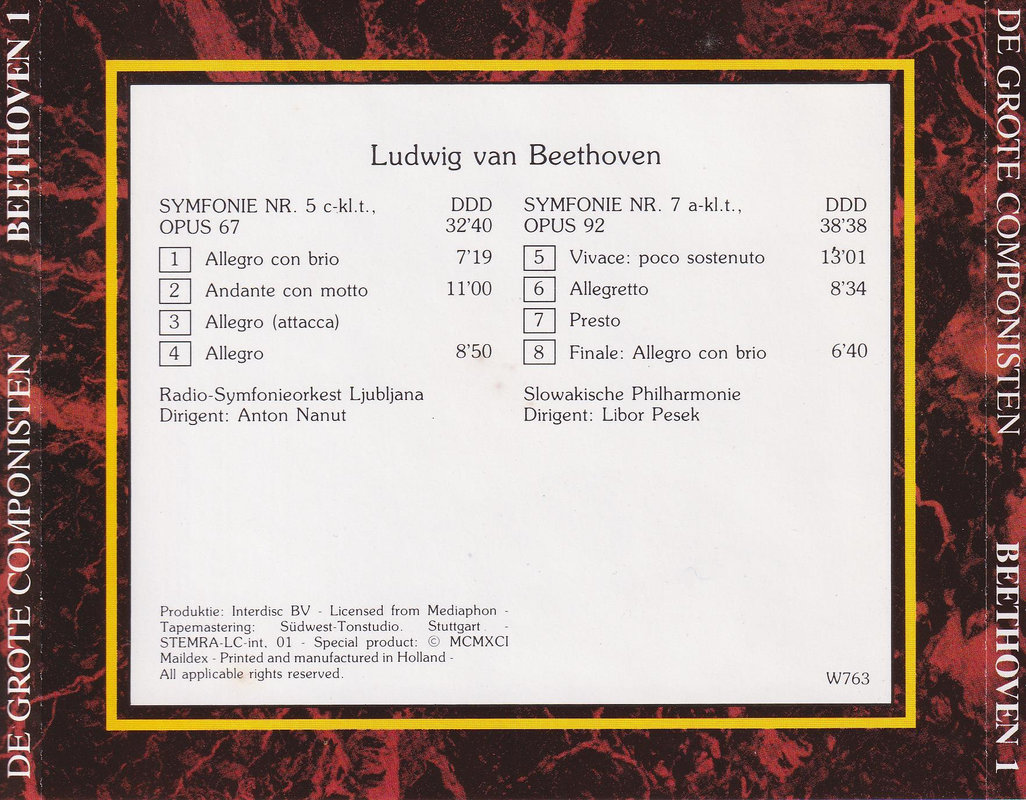 DE GROTE COMPONISTEN BEETHOVEN 1
Ludwig van Beethoven
SYMFONIE NR. 5 c-kl.t., DDD
OPUS 67 32'40
1 Allegro con brio 7'19
2 Andante con motto 11'00
3 Allegro (attacca)
4 Allegro 8'50
Radio-Symfonieorkest Ljubljana
Dirigent: Anton Nanut
SYMFONIE NR. 7 a-kl.t., DDD
OPUS 92 38'38
5 Vivace: poco sostenuto 13'01
6 Allegretto 8'34
7 Presto
8 Finale: Allegro con brio 6'40
Slowakische Philharmonie
Dirigent: Libor Pesek
Produktie: Interdisc BV - Licensed from Mediaphon -
Tapemastering: Südwest-Tonstudio. Stuttgart -
STEMRA-LC-int. 01 - Special product: © MCMXCI
Maildex - Printed and manufactured in Holland -
All applicable rights reserved.
W763
DE GROTE COMPONISTEN BEETHOVEN 1